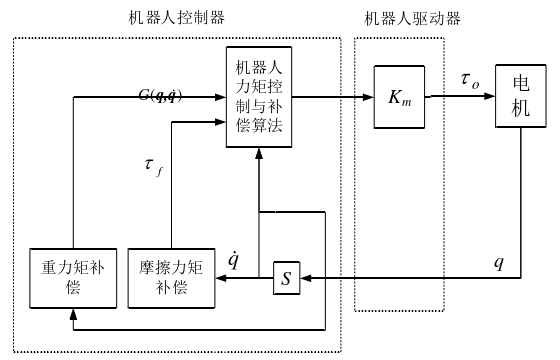 机器人控制器
机器人驱动器
机器人
力矩控
制与补
偿算法
G(q,q̇)
K_m
τ_o
电
机
τ_f
重力矩补
偿
摩擦力矩
补偿
q̇
S
q